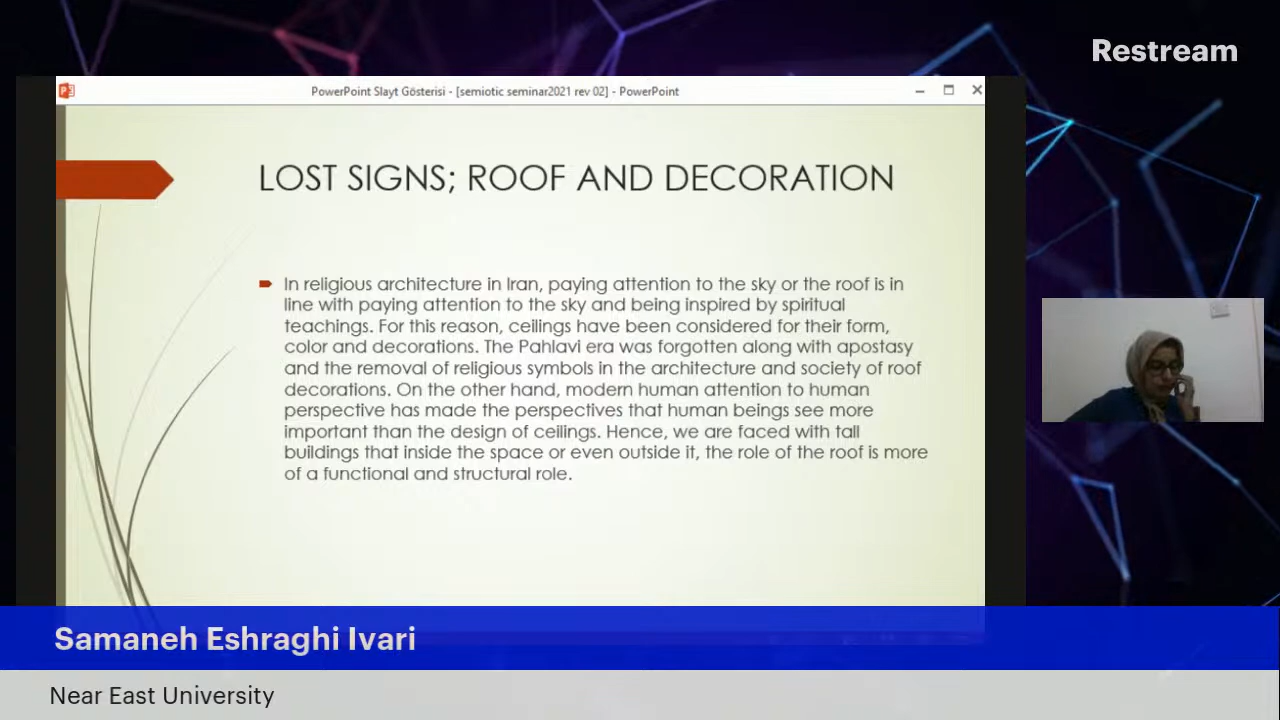 Restream
PowerPoint Slayt Gösterisi - [semiotic seminar2021 rev 02] - PowerPoint
LOST SIGNS; ROOF AND DECORATION
In religious architecture in Iran, paying attention to the sky or the roof is in
line with paying attention to the sky and being inspired by spiritual
teachings. For this reason, ceilings have been considered for their form,
color and decorations. The Pahlavi era was forgotten along with apostasy
and the removal of religious symbols in the architecture and society of roof
decorations. On the other hand, modern human attention to human
perspective has made the perspectives that human beings see more
important than the design of ceilings. Hence, we are faced with tall
buildings that inside the space or even outside it, the role of the roof is more
of a functional and structural role.
Samaneh Eshraghi Ivari
Near East University